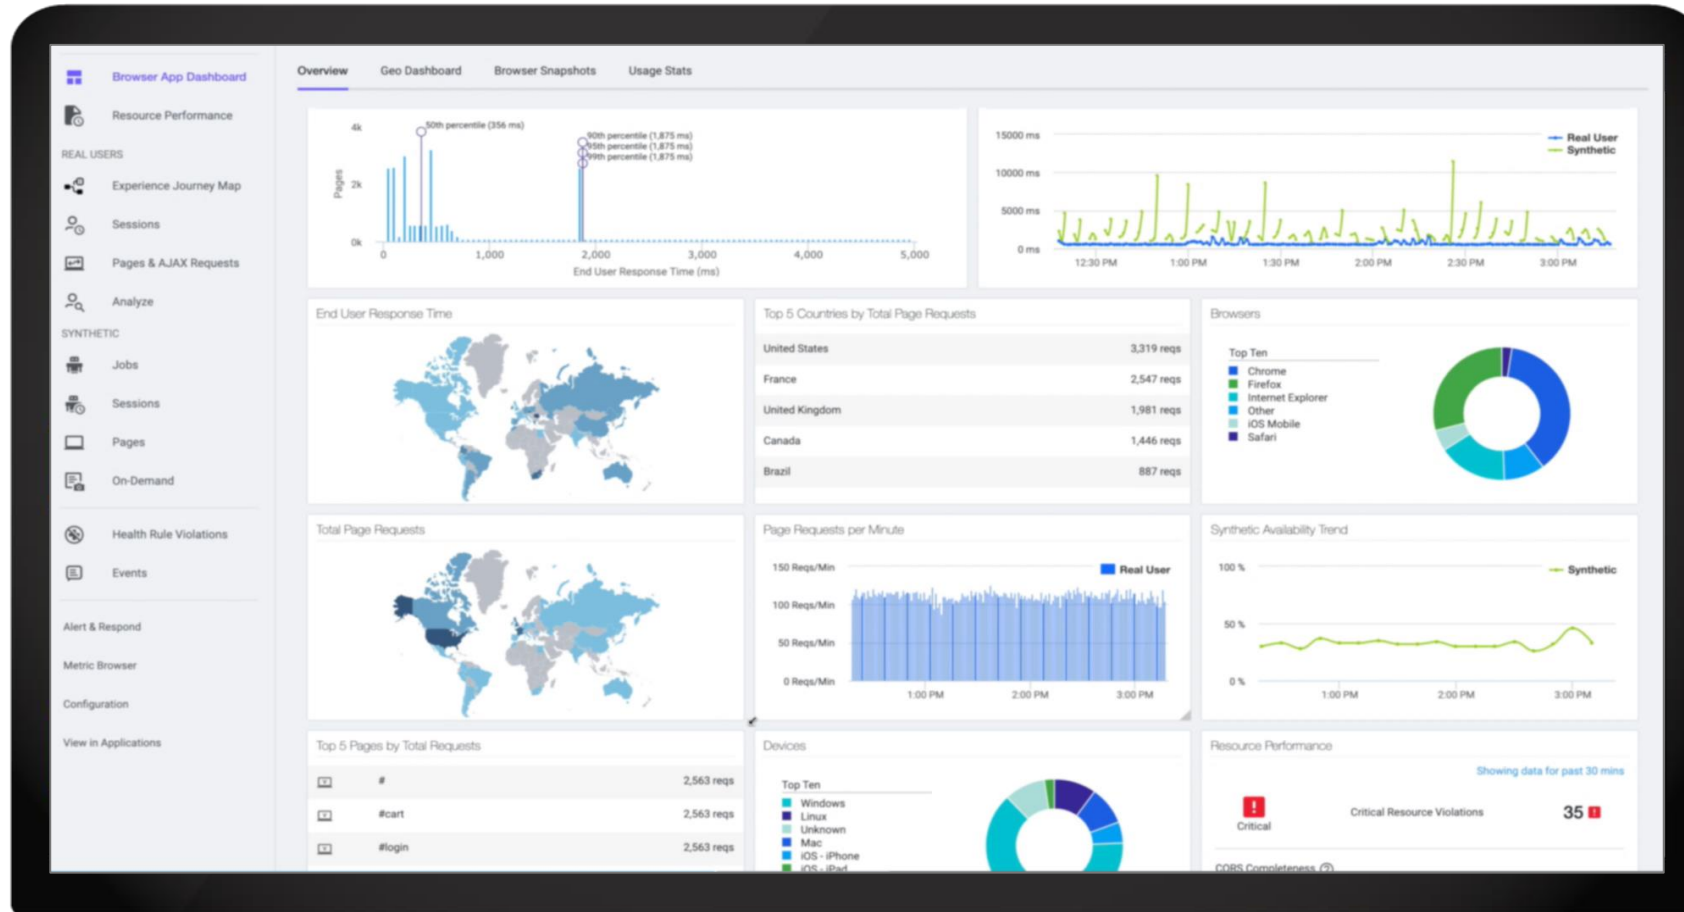 Browser App Dashboard
Resource Performance
REAL USERS
Experience Journey Map
Sessions
Pages & AJAX Requests
Analyze
SYNTHETIC
Jobs
Sessions
Pages
On-Demand
Health Rule Violations
Events
Alert & Respond
Metric Browser
Configuration
View in Applications
Overview Geo Dashboard Browser Snapshots Usage Stats
4k
2k
0k
Pages
50th percentile (356 ms)
90th percentile (1,875 ms)
95th percentile (1,875 ms)
99th percentile (1,875 ms)
0 1,000 2,000 3,000 4,000 5,000
End User Response Time (ms)
15000 ms
10000 ms
5000 ms
0 ms
Real User
Synthetic
12:30 PM 1:00 PM 1:30 PM 2:00 PM 2:30 PM 3:00 PM
End User Response Time
Top 5 Countries by Total Page Requests
United States 3,319 reqs
France 2,547 reqs
United Kingdom 1,981 reqs
Canada 1,446 reqs
Brazil 887 reqs
Browsers
Top Ten
Chrome
Firefox
Internet Explorer
Other
iOS Mobile
Safari
Total Page Requests
Page Requests per Minute
150 Reqs/Min
100 Reqs/Min
50 Reqs/Min
0 Reqs/Min
Real User
1:00 PM 2:00 PM 3:00 PM
Synthetic Availability Trend
100 %
50 %
0 %
Synthetic
1:00 PM 2:00 PM 3:00 PM
Top 5 Pages by Total Requests
# 2,563 reqs
#cart 2,563 reqs
#login 2,563 reqs
Devices
Top Ten
Windows
Linux
Unknown
Mac
iOS - iPhone
iOS - iPad
Resource Performance
Showing data for past 30 mins
Critical
Critical Resource Violations 35
CORS Completeness